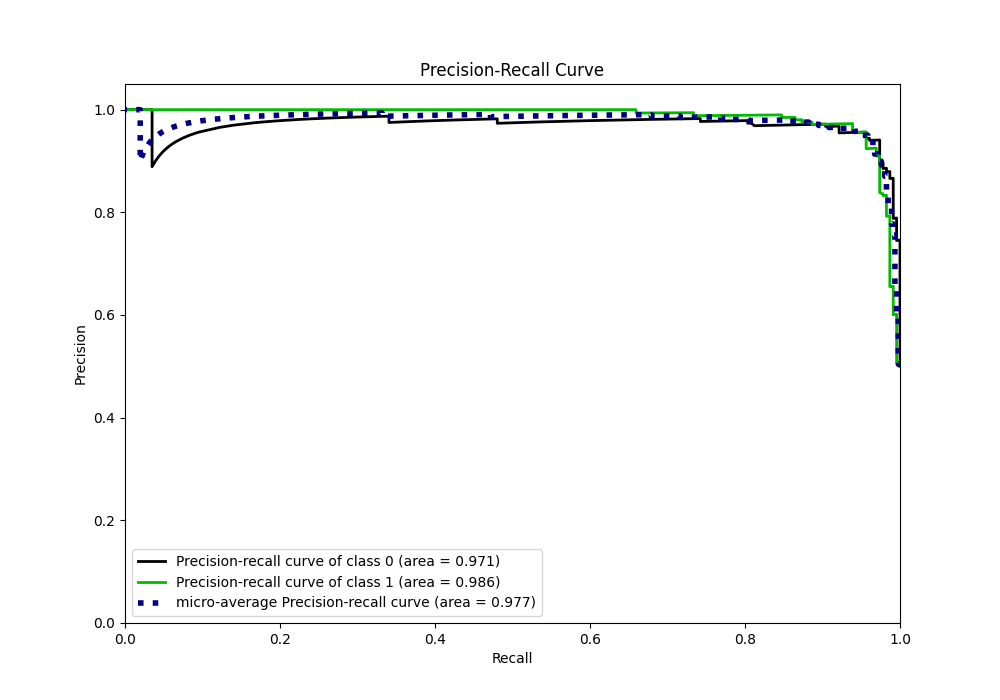 Precision-Recall Curve
1.0
0.8
0.6
0.4
0.2
0.0
Precision
Precision-recall curve of class 0 (area = 0.971)
Precision-recall curve of class 1 (area = 0.986)
micro-average Precision-recall curve (area = 0.977)
0.0 0.2 0.4 0.6 0.8 1.0
Recall